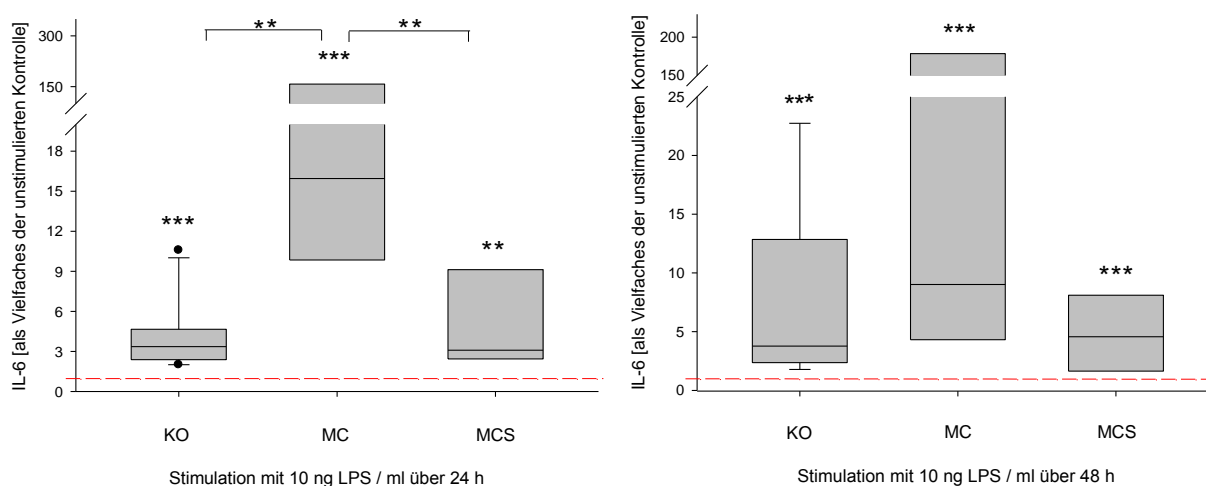 IL-6 [als Vielfaches der unstimulierten Kontrolle]
300
150
18
15
12
9
6
3
0
**
**
***
***
**
KO
MC
MCS
Stimulation mit 10 ng LPS / ml über 24 h
IL-6 [als Vielfaches der unstimulierten Kontrolle]
200
150
25
20
15
10
5
0
***
***
***
KO
MC
MCS
Stimulation mit 10 ng LPS / ml über 48 h